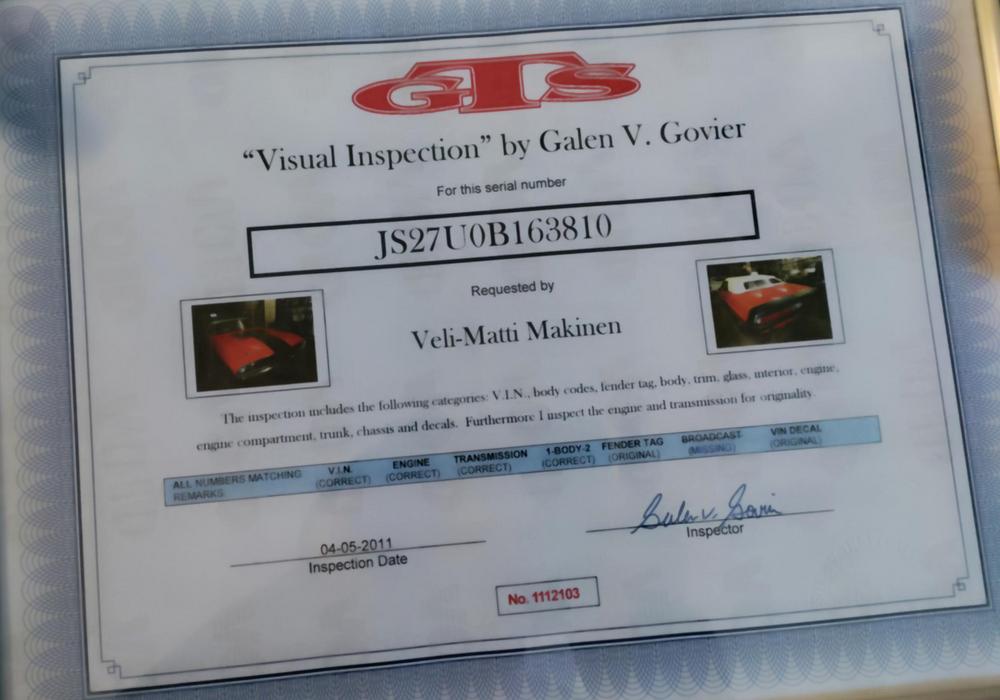 GTS
“Visual Inspection” by Galen V. Govier
For this serial number
JS27U0B163810
Requested by
Veli-Matti Makinen
The inspection includes the following categories: V.I.N., body codes, fender tag, body, trim, glass, interior, engine,
engine compartment, trunk, chassis and decals. Furthermore I inspect the engine and transmission for originality.
ALL NUMBERS MATCHING V.I.N. ENGINE TRANSMISSION 1-BODY-2 FENDER TAG BROADCAST VIN DECAL
REMARKS: (CORRECT) (CORRECT) (CORRECT) (CORRECT) (ORIGINAL) (MISSING) (ORIGINAL)
Galen V. Govier
04-05-2011
Inspection Date
Inspector
No. 1112103